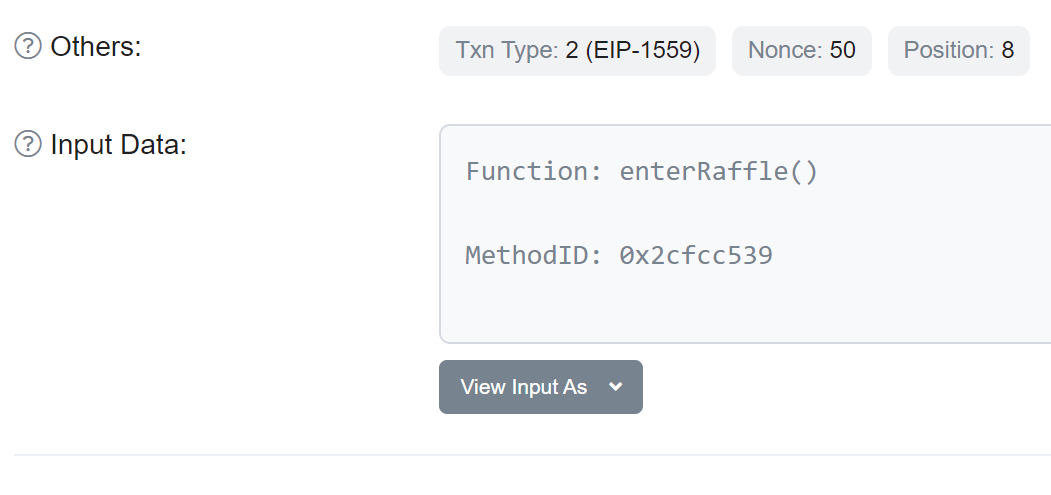 Others: Txn Type: 2 (EIP-1559) Nonce: 50 Position: 8
Input Data:
Function: enterRaffle()
MethodID: 0x2cfcc539
View Input As